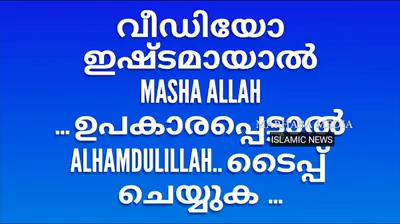 വീഡിയോ
ഇഷ്ടമായാൽ
MASHA ALLAH
... ഉപകാരപ്പെട്ടാൽ
ISLAMIC NEWS
ALHAMDULILLAH.. ടൈപ്പ്
ചെയ്യുക ...